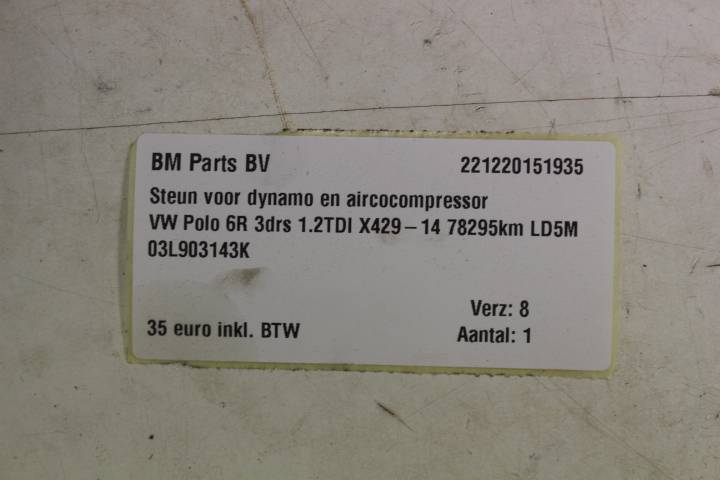 BM Parts BV 221220151935
Steun voor dynamo en aircocompressor
VW Polo 6R 3drs 1.2TDI X429-14 78295km LD5M
03L903143K
Verz: 8
35 euro inkl. BTW Aantal: 1